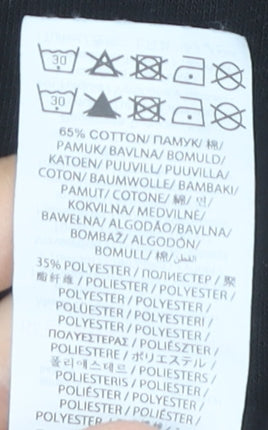 30
30
65% COTTON/ ПАМУК/ 棉/
PAMUK/ BAVLNA/ BOMULD/
KATOEN/ PUUVILL/ PUUVILLA/
COTON/ BAUMWOLLE/ BAMBAKI/
PAMUT/ COTONE/ 綿/ 면/
KOKVILNA/ MEDVILNĖ/
BAWEŁNA/ ALGODÃO/ BAVLNA/
BOMBAŽ/ ALGODÓN/
BOMULL/ القطن/
35% POLYESTER / ПОЛИЕСТЕР / 聚
酯纤维 / POLIESTER / POLYESTER /
POLYESTER / POLYESTER /
POLÜESTER / POLYESTERI /
POLYESTER / POLYESTER /
ΠΟΛΥΕΣΤΕΡΑΣ / POLIÉSZTER /
POLIESTERE / ポリエステル /
폴리에스테르 / POLIESTERS /
POLIESTERIS / POLIESTER /
POLIÉSTER / POLIESTER /
POLIESTER / POLIÉSTER /
POLYESTER /